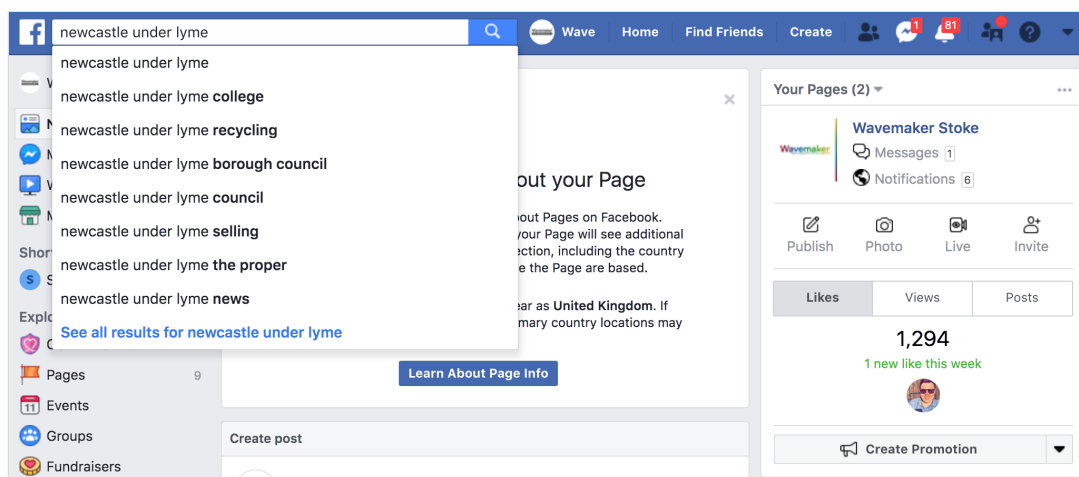 newcastle under lyme
Wave
Home
Find Friends
Create
1
81
newcastle under lyme
newcastle under lyme college
newcastle under lyme recycling
newcastle under lyme borough council
newcastle under lyme council
newcastle under lyme selling
newcastle under lyme the proper
newcastle under lyme news
See all results for newcastle under lyme
Pages 9
11 Events
Groups
Fundraisers
out your Page
out Pages on Facebook.
your Page will see additional
ection, including the country
e the Page are based.
ear as United Kingdom. If
mary country locations may
Learn About Page Info
Create post
Your Pages (2)
Wavemaker
Wavemaker Stoke
Messages 1
Notifications 6
Publish
Photo
Live
Invite
Likes
Views
Posts
1,294
1 new like this week
Create Promotion